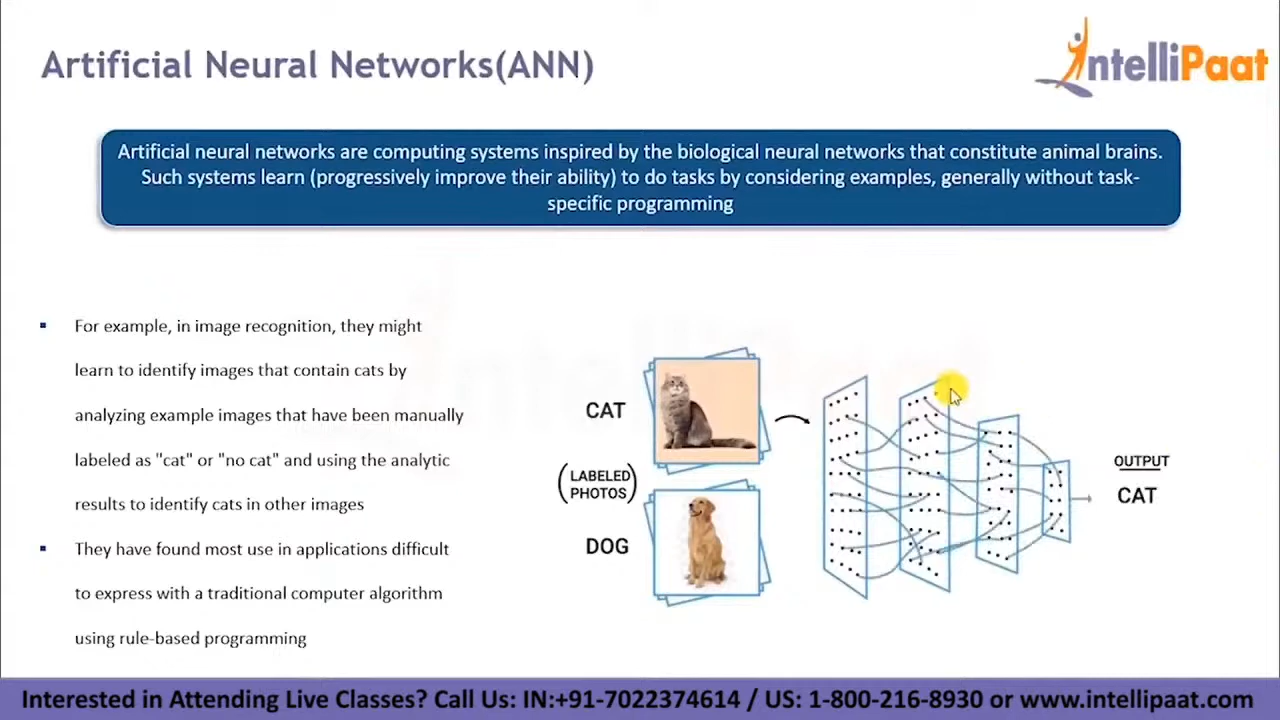 Artificial Neural Networks(ANN)
IntelliPaat
Artificial neural networks are computing systems inspired by the biological neural networks that constitute animal brains.
Such systems learn (progressively improve their ability) to do tasks by considering examples, generally without task-
specific programming
▪ For example, in image recognition, they might
learn to identify images that contain cats by
analyzing example images that have been manually
labeled as "cat" or "no cat" and using the analytic
results to identify cats in other images
▪ They have found most use in applications difficult
to express with a traditional computer algorithm
using rule-based programming
CAT
(LABELED
PHOTOS)
DOG
OUTPUT
CAT
Interested in Attending Live Classes? Call Us: IN:+91-7022374614 / US: 1-800-216-8930 or www.intellipaat.com